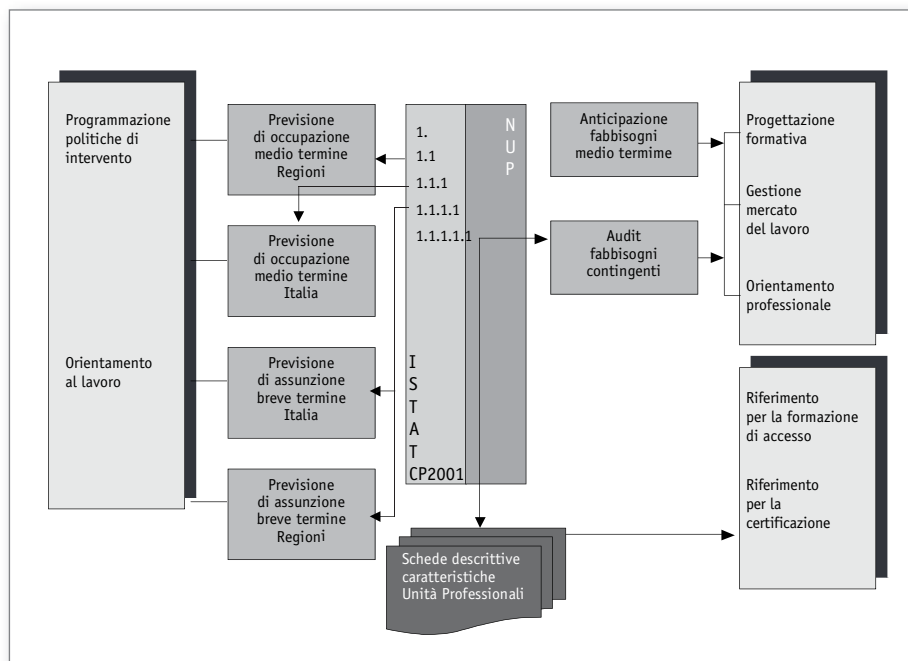 Programmazione
politiche di
intervento
Orientamento
al lavoro
Previsione
di occupazione
medio termine
Regioni
Previsione
di occupazione
medio termine
Italia
Previsione
di assunzione
breve termine
Italia
Previsione
di assunzione
breve termine
Regioni
1.
1.1
1.1.1
1.1.1.1
1.1.1.1.1
I
S
T
A
T
CP2001
N
U
P
Schede descrittive
caratteristiche
Unità Professionali
Anticipazione
fabbisogni
medio termime
Audit
fabbisogni
contingenti
Progettazione
formativa
Gestione
mercato
del lavoro
Orientamento
professionale
Riferimento
per la formazione
di accesso
Riferimento
per la
certificazione